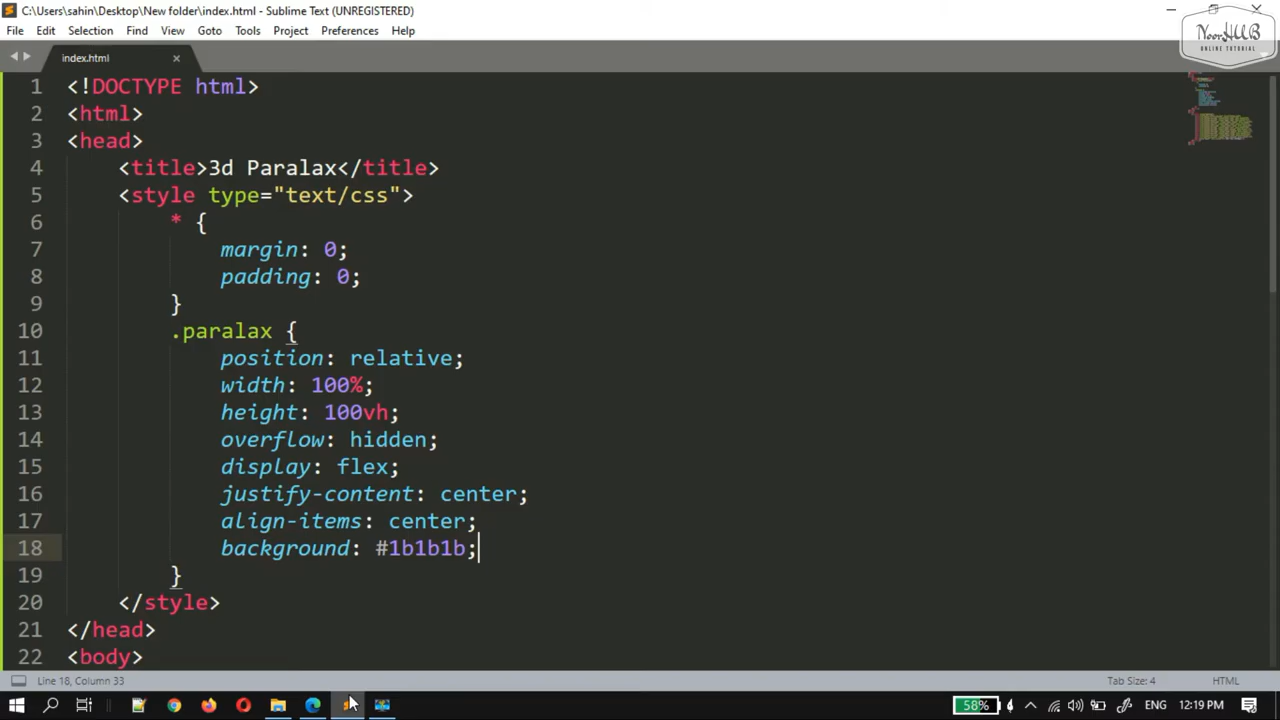 C:\Users\sahin\Desktop\New folder\index.html - Sublime Text (UNREGISTERED)
File Edit Selection Find View Goto Tools Project Preferences Help
NoorHUB
ONLINE TUTORIAL
index.html
1 <!DOCTYPE html>
2 <html>
3 <head>
4 <title>3d Paralax</title>
5 <style type="text/css">
6 * {
7 margin: 0;
8 padding: 0;
9 }
10 .paralax {
11 position: relative;
12 width: 100%;
13 height: 100vh;
14 overflow: hidden;
15 display: flex;
16 justify-content: center;
17 align-items: center;
18 background: #1b1b1b;
19 }
20 </style>
21 </head>
22 <body>
Line 18, Column 33
Tab Size: 4
HTML
58%
12:19 PM